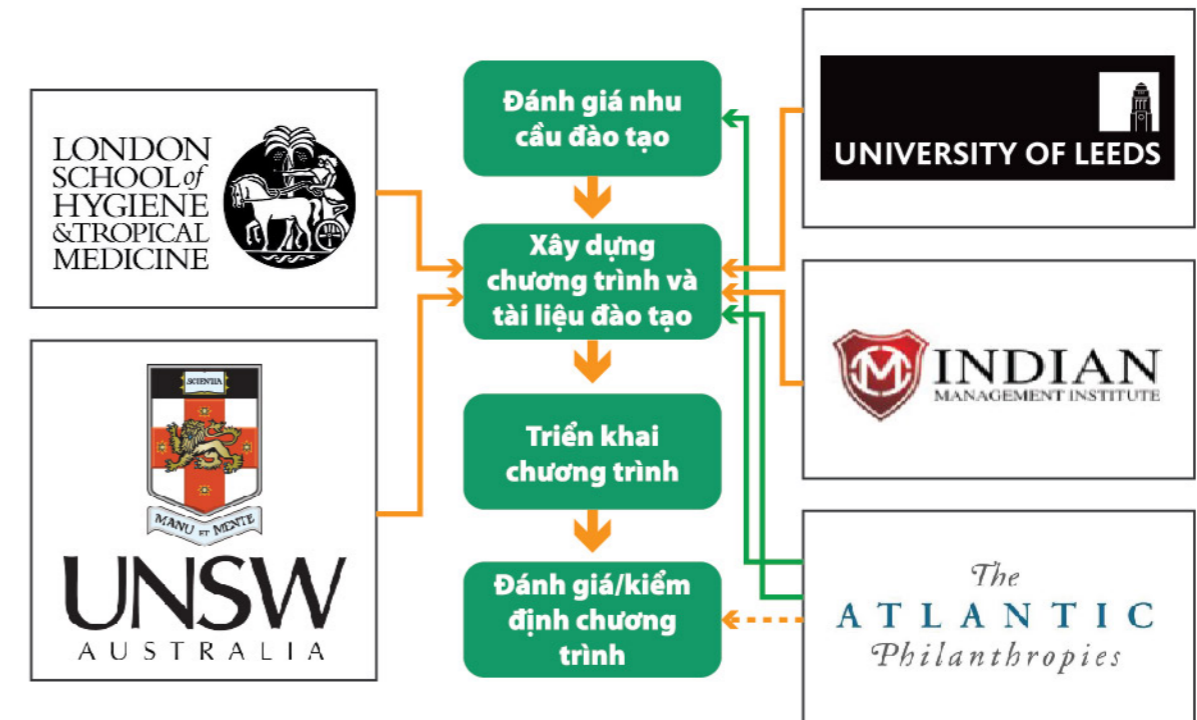 LONDON
SCHOOL of
HYGIENE
& TROPICAL
MEDICINE
SCIENTIA
MANU ET MENTE
UNSW
AUSTRALIA
Đánh giá nhu
cầu đào tạo
Xây dựng
chương trình và
tài liệu đào tạo
Triển khai
chương trình
Đánh giá/kiểm
định chương
trình
UNIVERSITY OF LEEDS
INDIAN
MANAGEMENT INSTITUTE
The
ATLANTIC
Philanthropies